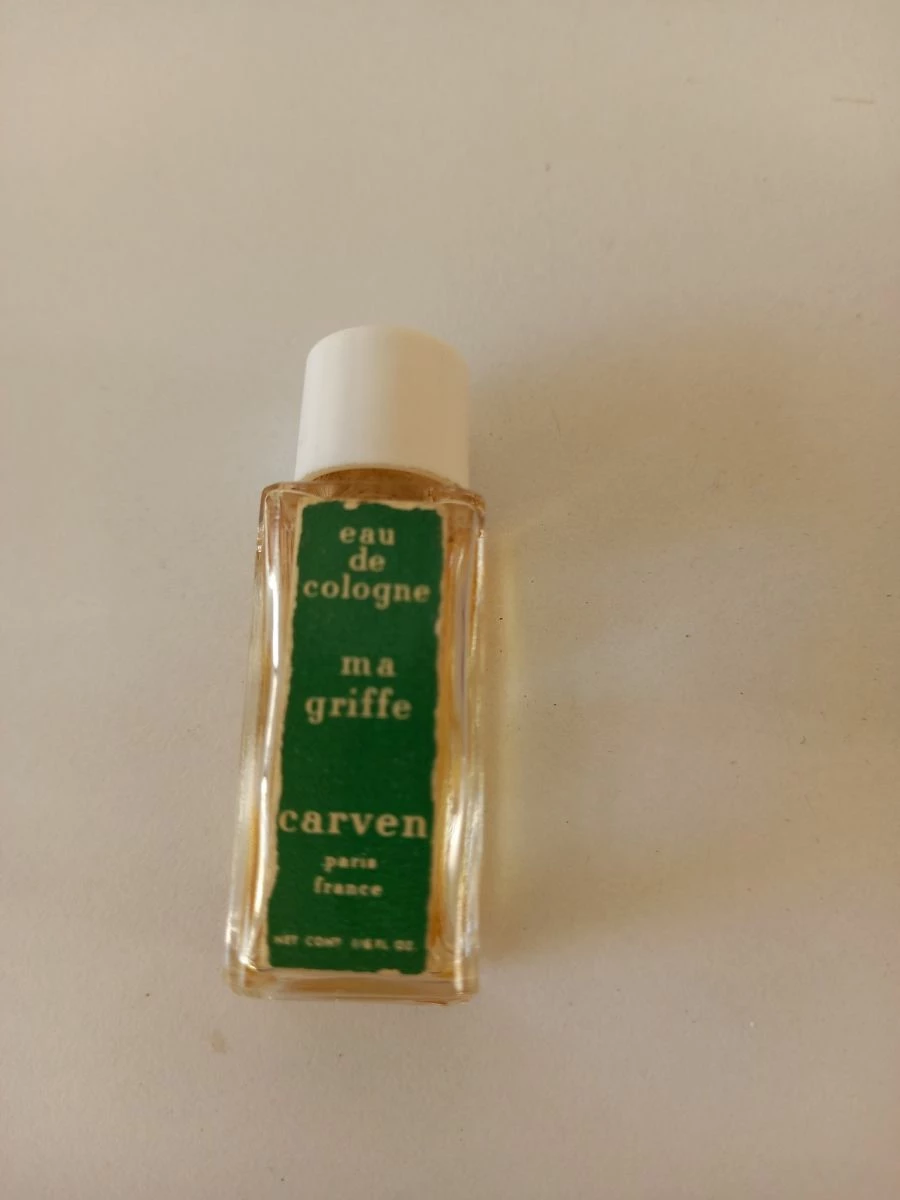 eau
de
cologne
ma
griffe
carven
paris
france
NET CONT FL. OZ.